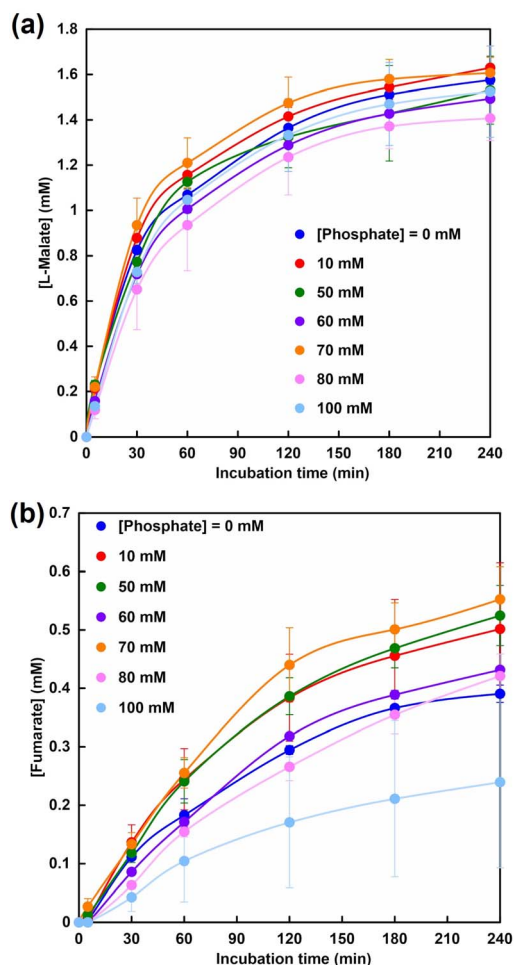 (a)
[L-Malate] (mM)
1.8
1.6
1.4
1.2
1
0.8
0.6
0.4
0.2
0
[Phosphate] = 0 mM
10 mM
50 mM
60 mM
70 mM
80 mM
100 mM
0 30 60 90 120 150 180 210 240
Incubation time (min)
(b)
[Fumarate] (mM)
0.7
0.6
0.5
0.4
0.3
0.2
0.1
0
[Phosphate] = 0 mM
10 mM
50 mM
60 mM
70 mM
80 mM
100 mM
0 30 60 90 120 150 180 210 240
Incubation time (min)